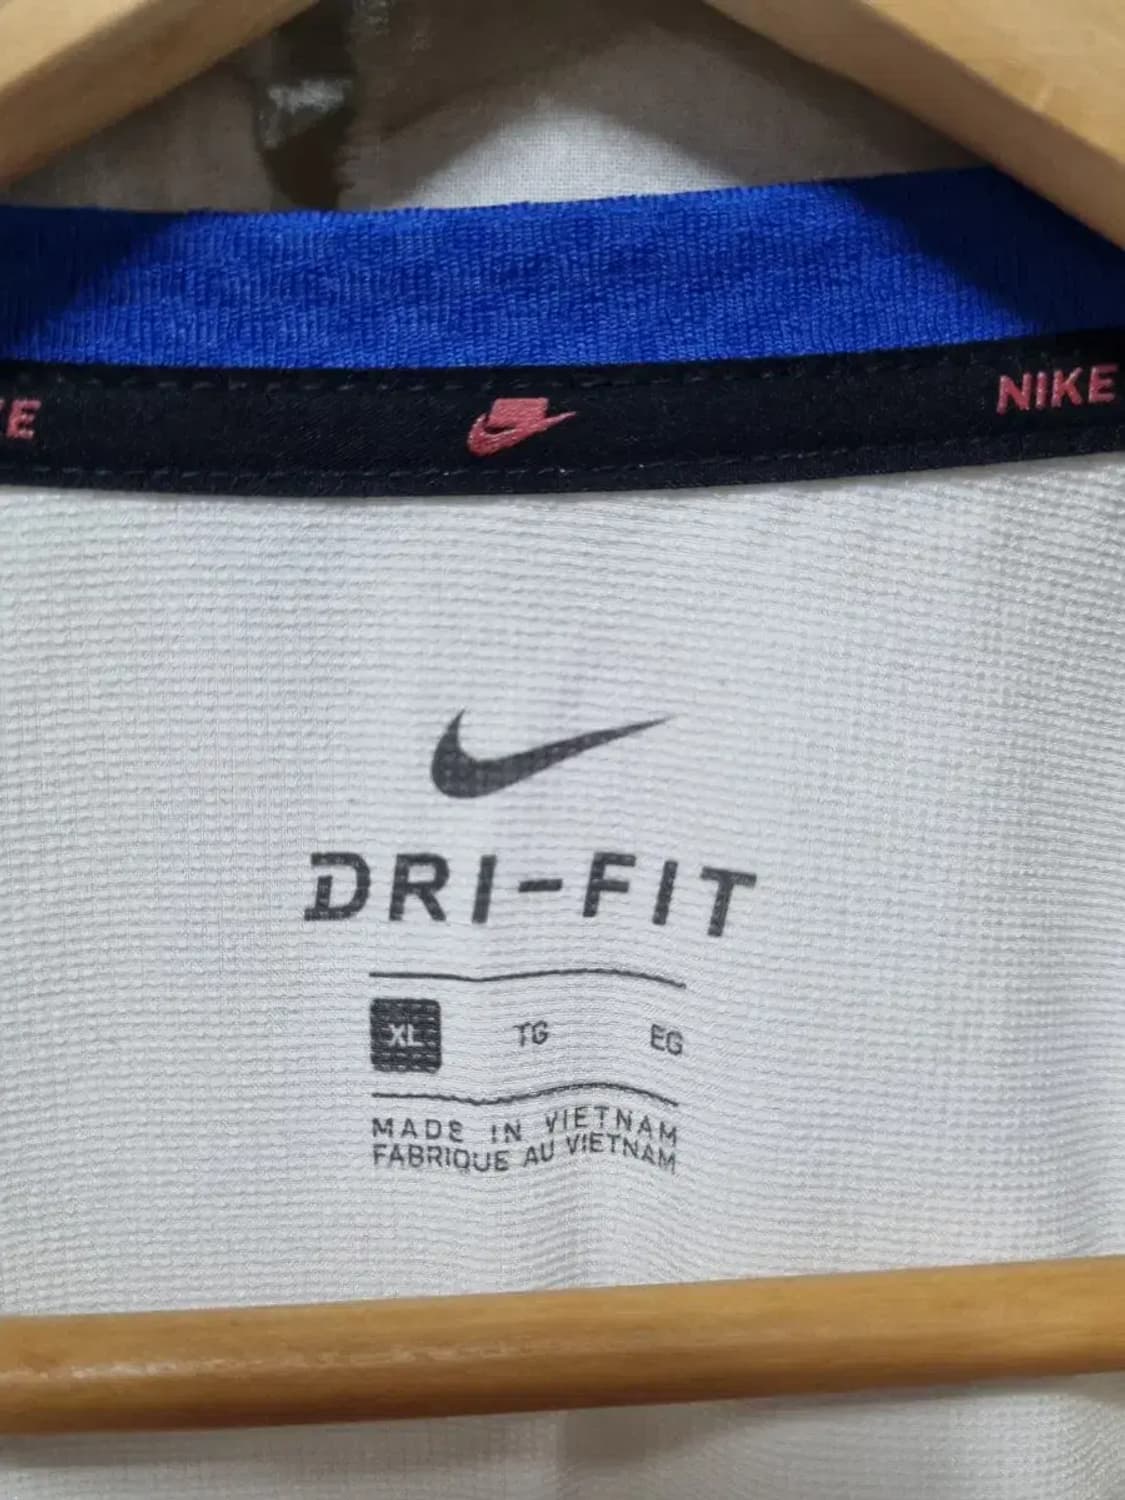 NIKE
DRI-FIT
XL TG EG
MADE IN VIETNAM
FABRIQUE AU VIETNAM